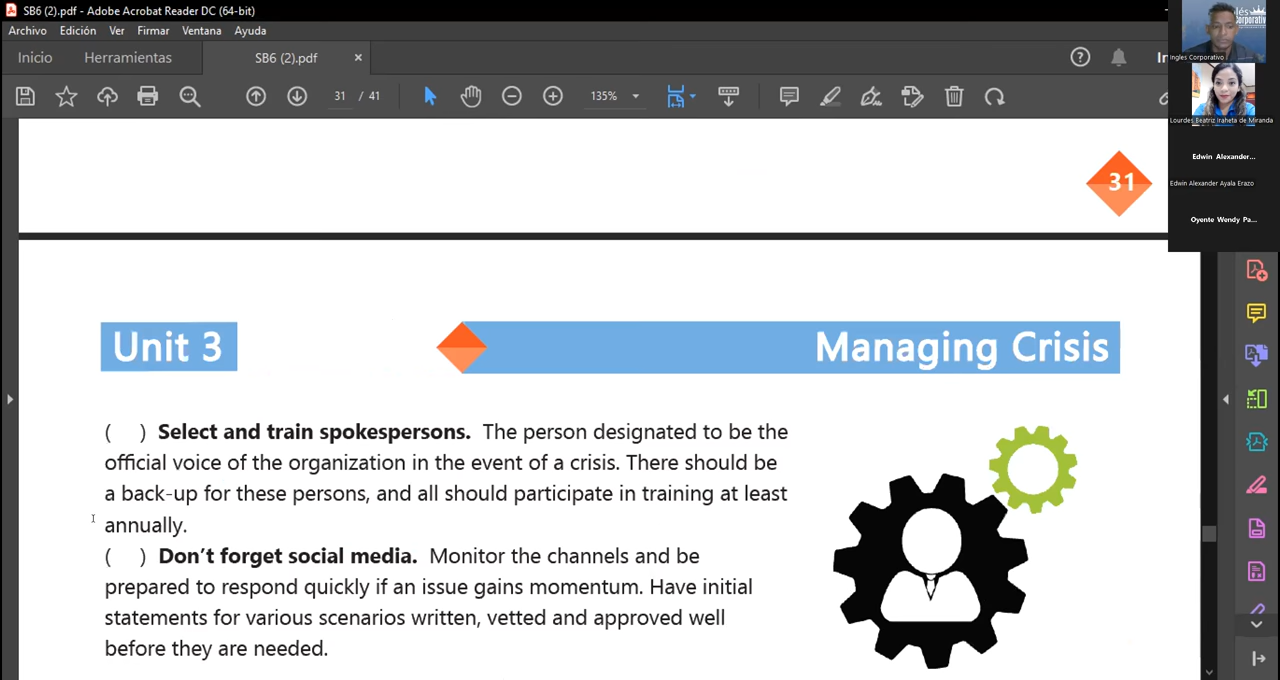 SB6 (2).pdf - Adobe Acrobat Reader DC (64-bit)
Archivo Edición Ver Firmar Ventana Ayuda
Inicio Herramientas SB6 (2).pdf ×
31 / 41 135%
Ingles Corporativo
Lourdes Beatriz Iraheta de Miranda
Edwin Alexander...
Edwin Alexander Ayala Erazo
Oyente Wendy Pa...
31
Unit 3 Managing Crisis
( ) Select and train spokespersons. The person designated to be the
official voice of the organization in the event of a crisis. There should be
a back-up for these persons, and all should participate in training at least
annually.
( ) Don't forget social media. Monitor the channels and be
prepared to respond quickly if an issue gains momentum. Have initial
statements for various scenarios written, vetted and approved well
before they are needed.